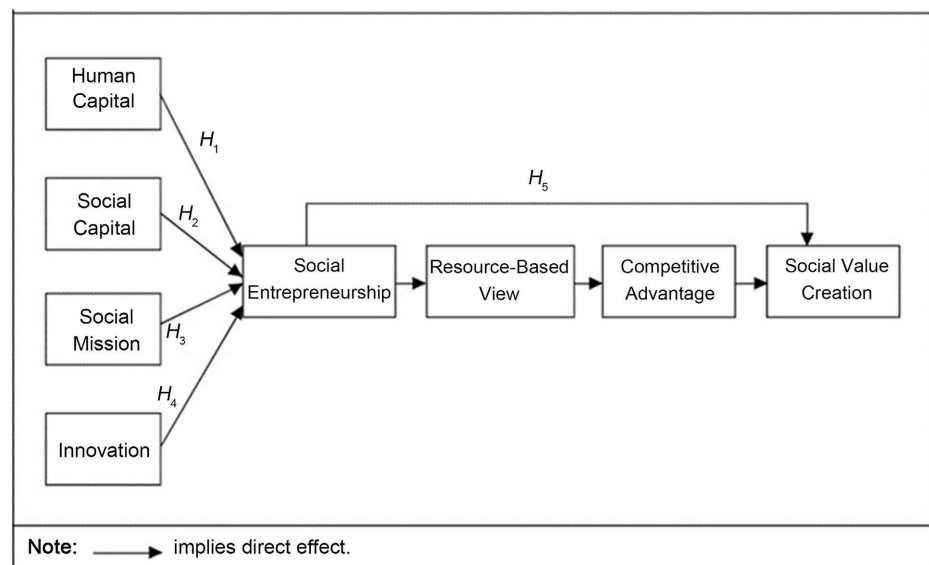 Human
Capital
H1
Social
Capital
H2
H5
Social
Entrepreneurship
Resource-Based
View
Competitive
Advantage
Social Value
Creation
Social
Mission
H3
H4
Innovation
Note: implies direct effect.